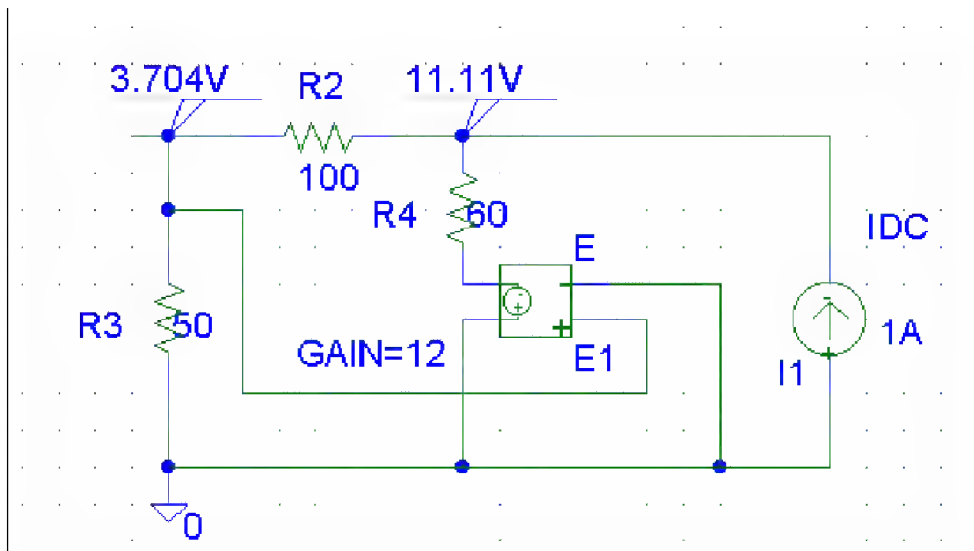 3.704V
R2
11.11V
100
R4
60
IDC
E
R3
50
GAIN=12
E1
1A
I1
0